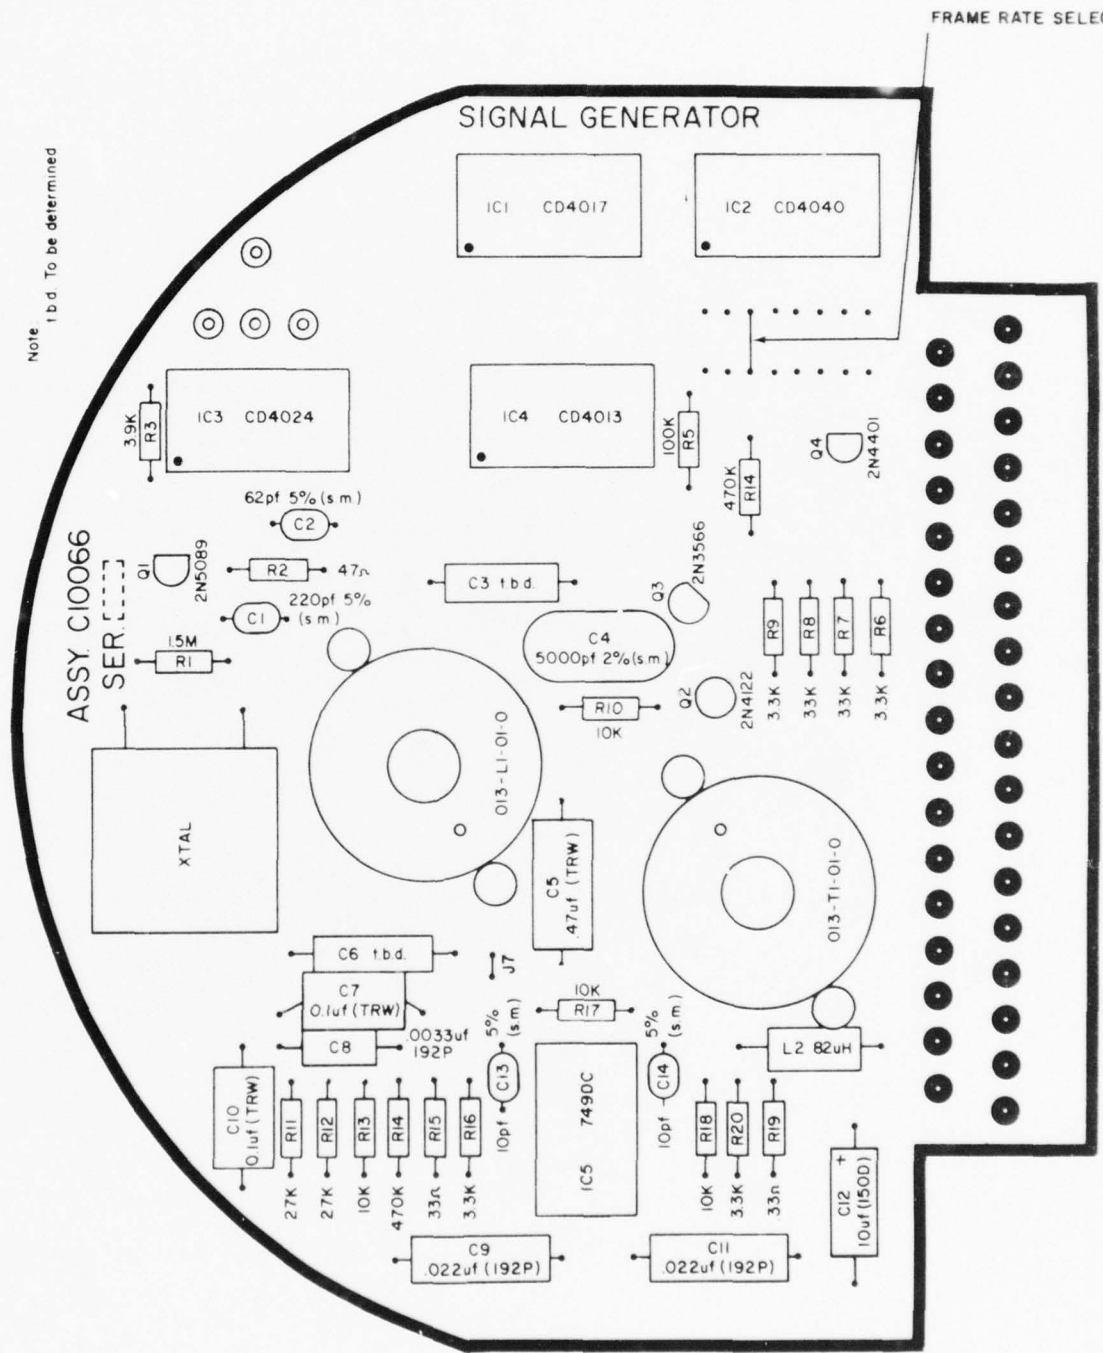 FRAME RATE SELEC
SIGNAL GENERATOR
Note
t.b.d. To be determined
IC1 CD4017
IC2 CD4040
3.9K
R3
IC3 CD4024
IC4 CD4013
100K
R5
470K
R14
Q4
2N4401
62pf 5% (s.m)
C2
ASSY. C10066
SER.
Q1
2N5089
R2
47Ω
C3 t.b.d.
2N3566
Q3
C1
220pf 5%
(s.m)
1.5M
R1
C4
5000pf 2% (s.m.)
R9
R8
R7
R6
3.3K
33K
33K
3.3K
R10
10K
Q2
2N4122
XTAL
013-L1-01-0
C5
.47uf (TRW)
013-T1-01-0
C6 t.b.d.
J7
C7
0.1uf (TRW)
C8
.0033uf
192P
10K
R17
5%
(s.m.)
C13
10pf
5%
(s.m.)
C14
10pf
L2 82uH
C10
0.1uf (TRW)
R11
R12
R13
R14
R15
R16
27K
27K
10K
470K
33Ω
3.3K
IC5 749DC
R18
R20
R19
10K
3.3K
33Ω
C12 +
10uf (150D)
C9
.022uf (192P)
C11
.022uf (192P)